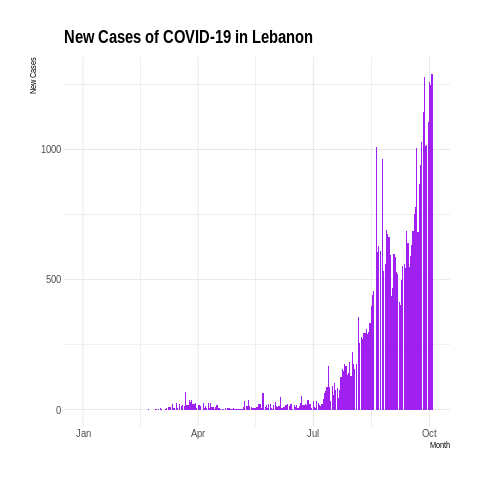 New Cases of COVID-19 in Lebanon
New Cases
1000
500
0
Jan Apr Jul Oct
Month